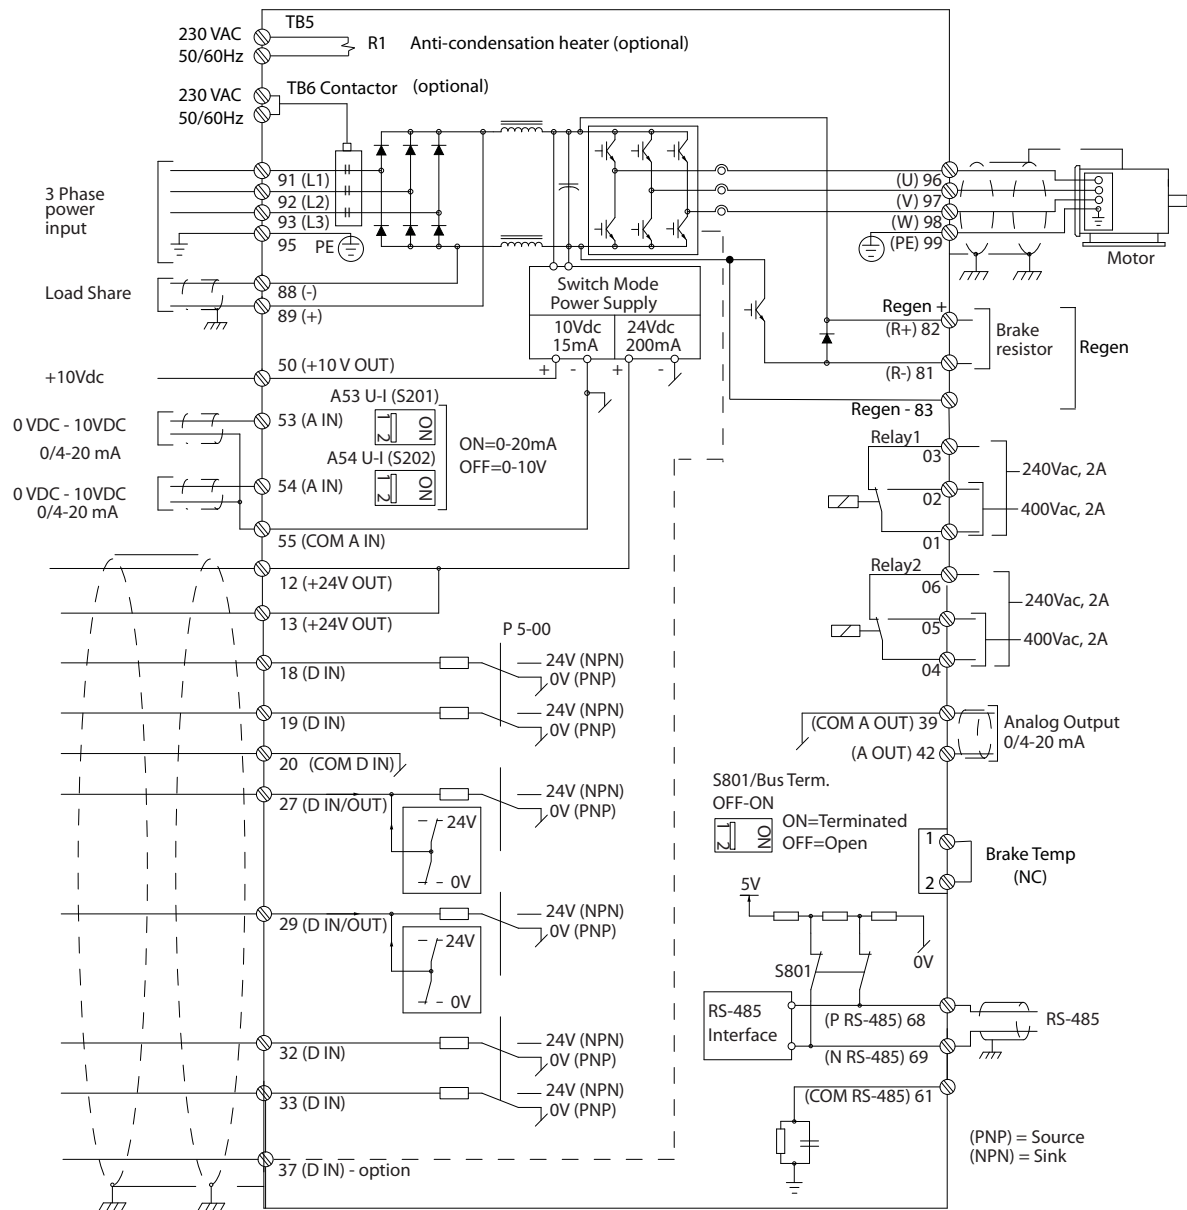 TB5
230 VAC
50/60Hz
R1
Anti-condensation heater (optional)
230 VAC
50/60Hz
TB6 Contactor
(optional)
3 Phase
power
input
91 (L1)
92 (L2)
93 (L3)
95
PE
Load Share
88 (-)
89 (+)
Switch Mode
Power Supply
10Vdc
15mA
24Vdc
200mA
+
-
+
-
(U) 96
(V) 97
(W) 98
(PE) 99
Motor
Regen +
(R+) 82
Brake
resistor
Regen
(R-) 81
Regen - 83
+10Vdc
50 (+10 V OUT)
A53 U-I (S201)
1 2
ON
0 VDC - 10VDC
0/4-20 mA
53 (A IN)
ON=0-20mA
OFF=0-10V
A54 U-I (S202)
1 2
ON
0 VDC - 10VDC
0/4-20 mA
54 (A IN)
55 (COM A IN)
Relay1
03
02
01
240Vac, 2A
400Vac, 2A
Relay2
06
05
04
240Vac, 2A
400Vac, 2A
12 (+24V OUT)
13 (+24V OUT)
P 5-00
18 (D IN)
24V (NPN)
0V (PNP)
19 (D IN)
24V (NPN)
0V (PNP)
20 (COM D IN)
27 (D IN/OUT)
24V (NPN)
0V (PNP)
24V
0V
29 (D IN/OUT)
24V (NPN)
0V (PNP)
24V
0V
32 (D IN)
24V (NPN)
0V (PNP)
33 (D IN)
24V (NPN)
0V (PNP)
37 (D IN) - option
(COM A OUT) 39
(A OUT) 42
Analog Output
0/4-20 mA
S801/Bus Term.
OFF-ON
1 2
ON
ON=Terminated
OFF=Open
1
2
Brake Temp
(NC)
5V
0V
S801
RS-485
Interface
(P RS-485) 68
(N RS-485) 69
RS-485
(COM RS-485) 61
(PNP) = Source
(NPN) = Sink